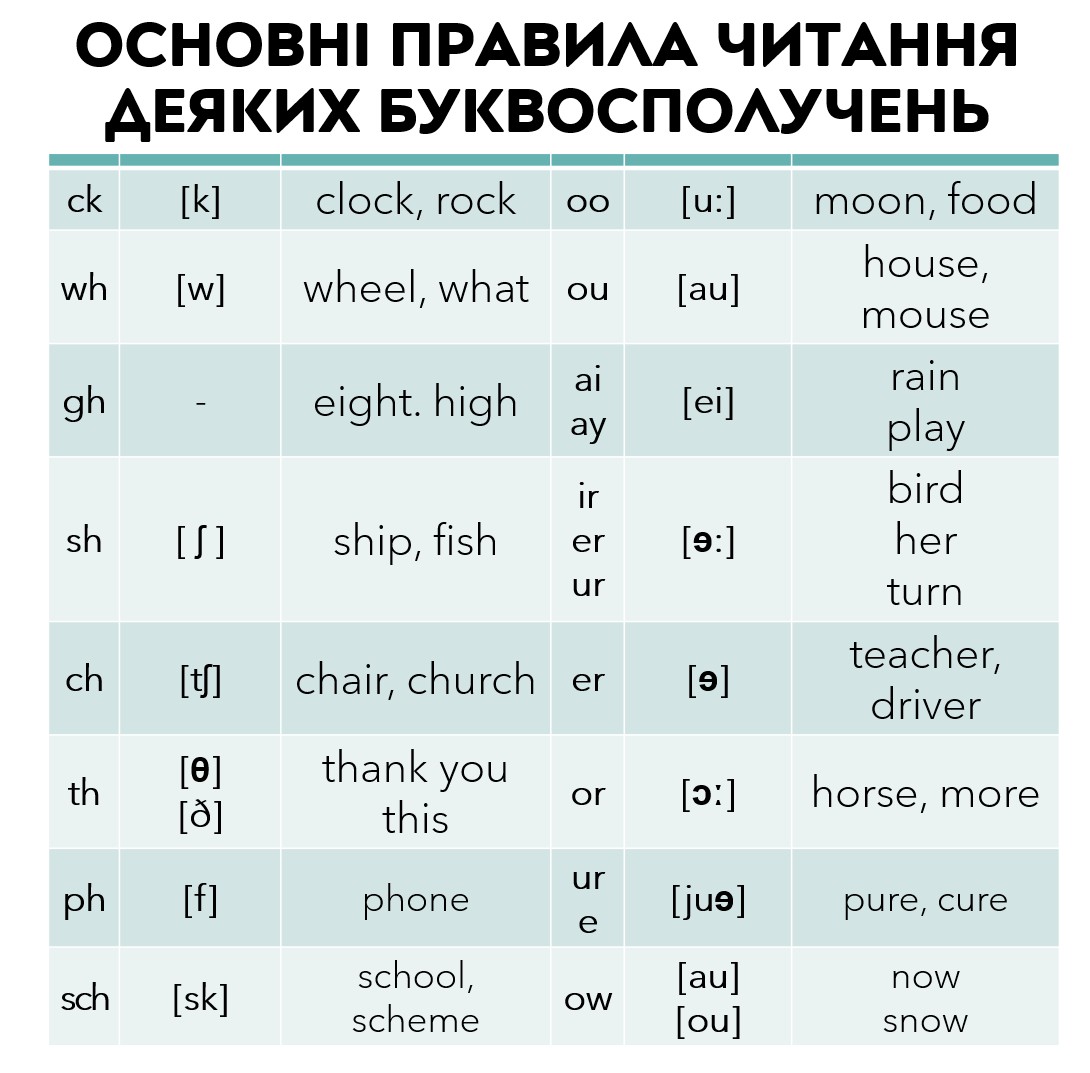 ОСНОВНІ ПРАВИЛА ЧИТАННЯ
ДЕЯКИХ БУКВОСПОЛУЧЕНЬ
ck [k] clock, rock oo [u:] moon, food
wh [w] wheel, what ou [au] house,
mouse
gh - eight. high ai
ay [ei] rain
play
sh [ ʃ ] ship, fish ir
er
ur [ɘ:] bird
her
turn
ch [tʃ] chair, church er [ɘ] teacher,
driver
th [θ]
[ð] thank you
this or [ɔ:] horse, more
ph [f] phone ur
e [juɘ] pure, cure
sch [sk] school,
scheme ow [au]
[ou] now
snow